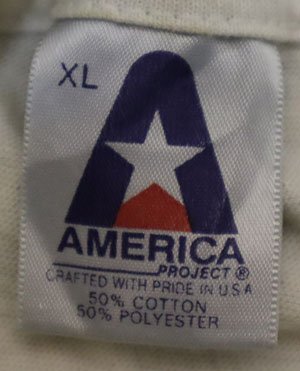 XL
A
AMERICA
PROJECT ®
CRAFTED WITH PRIDE IN U.S.A
50% COTTON
50% POLYESTER